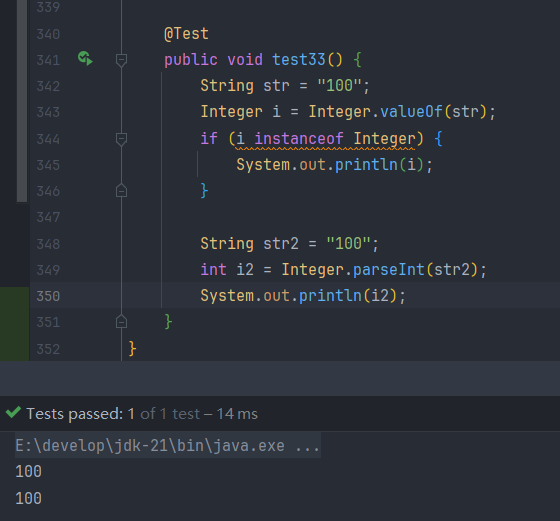 339
340 @Test
341 public void test33() {
342 String str = "100";
343 Integer i = Integer.valueOf(str);
344 if (i instanceof Integer) {
345 System.out.println(i);
346 }
347
348 String str2 = "100";
349 int i2 = Integer.parseInt(str2);
350 System.out.println(i2);
351 }
352 }
Tests passed: 1 of 1 test – 14 ms
E:\develop\jdk-21\bin\java.exe ...
100
100